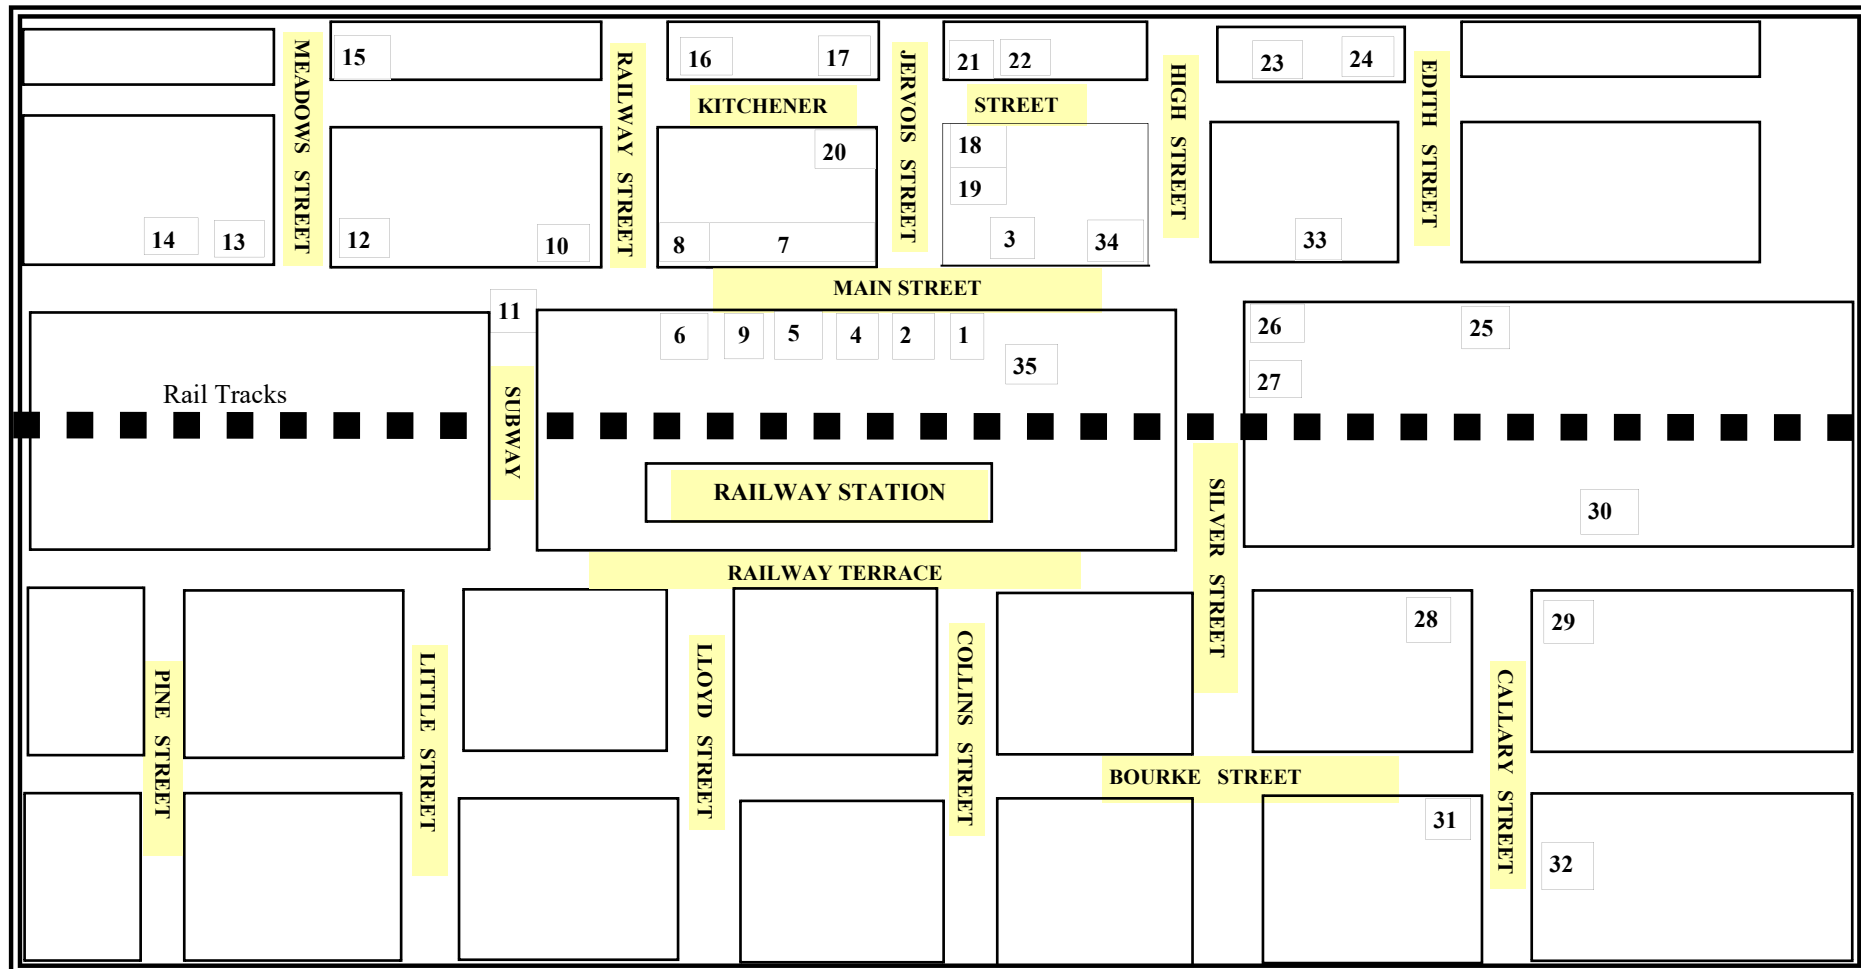 15
16
17
21
22
23
24
MEADOWS STREET
RAILWAY STREET
JERVOIS STREET
HIGH STREET
EDITH STREET
KITCHENER STREET
20
18
19
14
13
12
10
8
7
3
34
33
MAIN STREET
11
6
9
5
4
2
1
35
26
25
27
Rail Tracks
SUBWAY
RAILWAY STATION
30
SILVER STREET
RAILWAY TERRACE
28
29
PINE STREET
LITTLE STREET
LLOYD STREET
COLLINS STREET
CALLARY STREET
BOURKE STREET
31
32